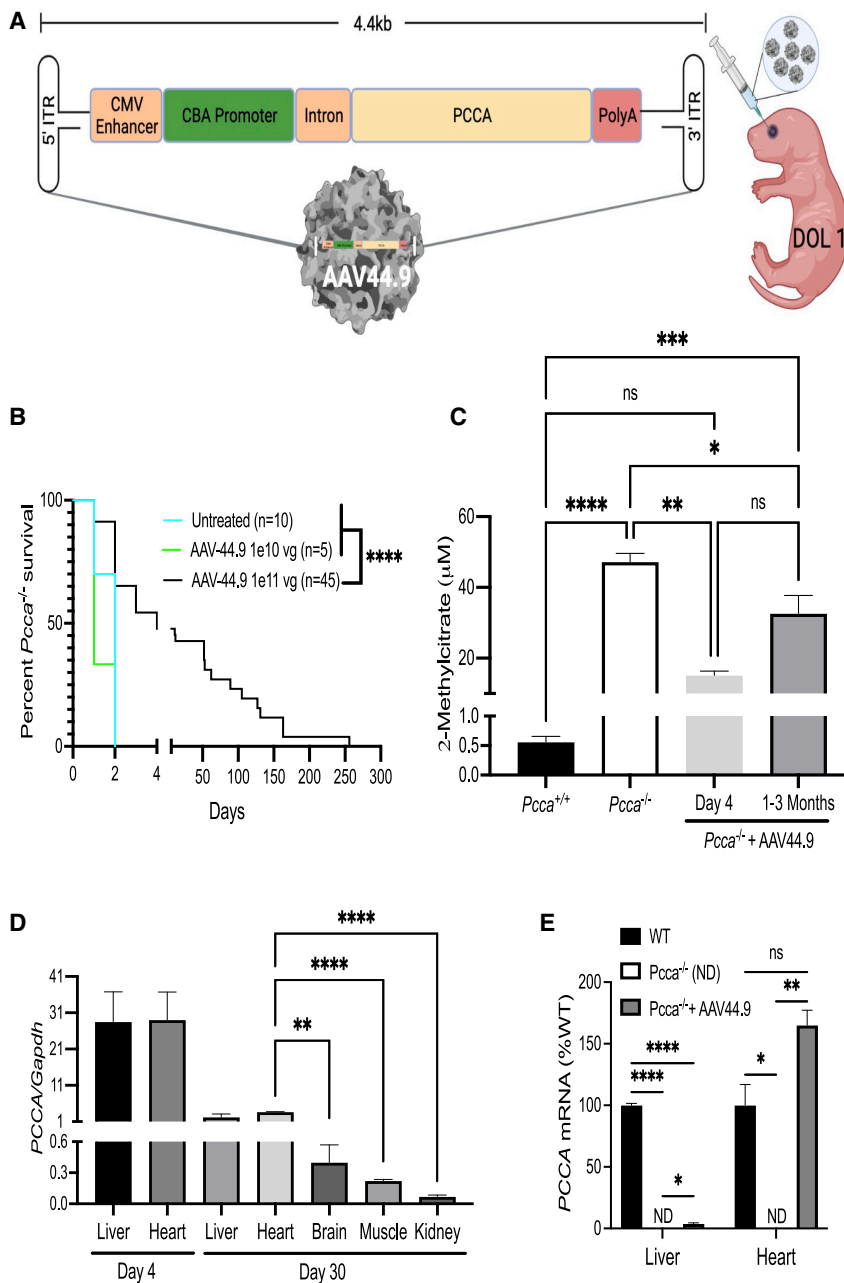 A
4.4kb
5' ITR
CMV
Enhancer
CBA Promoter
Intron
PCCA
PolyA
3' ITR
AAV44.9
DOL 1
B
Percent Pcca-/- survival
100
50
0
0
2
4
50
100
150
200
250
300
Days
Untreated (n=10)
AAV-44.9 1e10 vg (n=5)
AAV-44.9 1e11 vg (n=45)
****
C
***
ns
*
****
**
ns
2-Methylcitrate (μM)
60
40
20
1.0
0.5
0.0
Pcca+/+
Pcca-/-
Day 4
1-3 Months
Pcca-/- + AAV44.9
D
****
****
**
PCCA/Gapdh
41
31
21
11
1
0.6
0.3
0.0
Liver
Heart
Liver
Heart
Brain
Muscle
Kidney
Day 4
Day 30
E
WT
Pcca-/- (ND)
Pcca-/-+ AAV44.9
PCCA mRNA (%WT)
200
150
100
50
0
****
****
*
ns
**
*
ND
ND
Liver
Heart